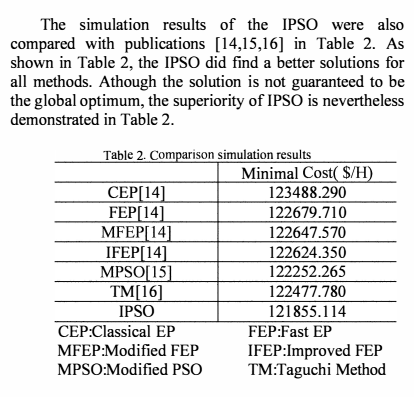 The simulation results of the IPSO were also
compared with publications [14,15,16] in Table 2. As
shown in Table 2, the IPSO did find a better solutions for
all methods. Athough the solution is not guaranteed to be
the global optimum, the superiority of IPSO is nevertheless
demonstrated in Table 2.
Table 2. Comparison simulation results
Minimal Cost( $/H)
CEP[14] 123488.290
FEP[14] 122679.710
MFEP[14] 122647.570
IFEP[14] 122624.350
MPSO[15] 122252.265
TM[16] 122477.780
IPSO 121855.114
CEP:Classical EP FEP:Fast EP
MFEP:Modified FEP IFEP:Improved FEP
MPSO:Modified PSO TM:Taguchi Method